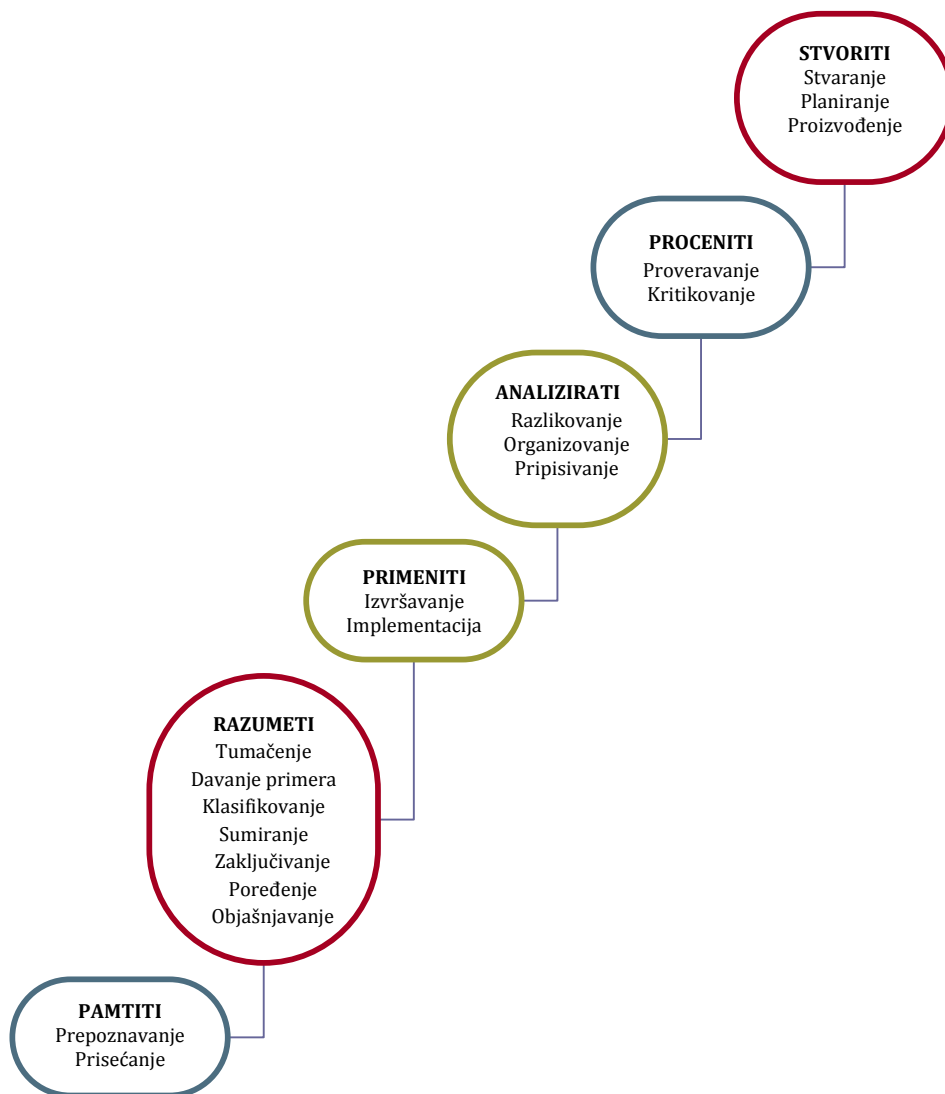 STVORITI
Stvaranje
Planiranje
Proizvođenje
PROCENITI
Proveravanje
Kritikovanje
ANALIZIRATI
Razlikovanje
Organizovanje
Pripisivanje
PRIMENITI
Izvršavanje
Implementacija
RAZUMETI
Tumačenje
Davanje primera
Klasifikovanje
Sumiranje
Zaključivanje
Poređenje
Objašnjavanje
PAMTITI
Prepoznavanje
Prisećanje